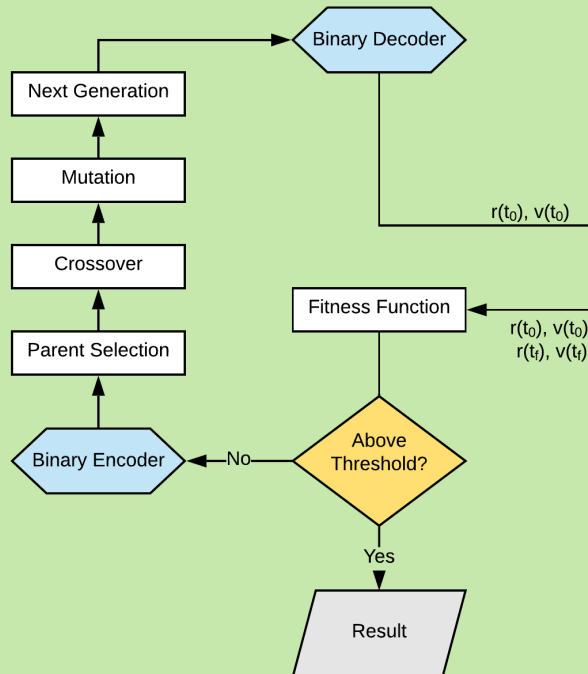 Binary Decoder
Next Generation
Mutation
r(t₀), v(t₀)
Crossover
Fitness Function
r(t₀), v(t₀)
r(t_f), v(t_f)
Parent Selection
Above
Threshold?
Binary Encoder
No
Yes
Result